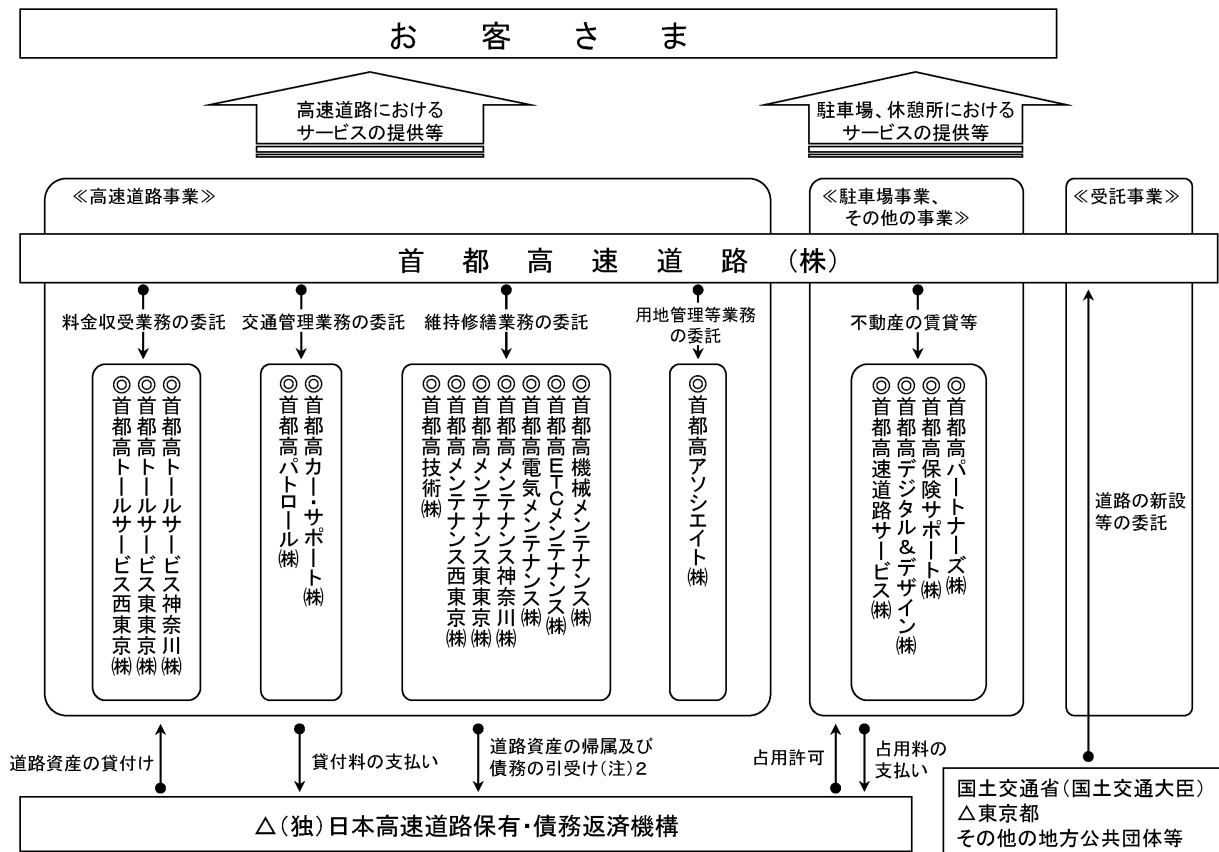 お客さま
高速道路における
サービスの提供等
駐車場、休憩所における
サービスの提供等
≪高速道路事業≫
≪駐車場事業、
その他の事業≫
≪受託事業≫
首都高速道路（株）
料金収受業務の委託
交通管理業務の委託
維持修繕業務の委託
用地管理等業務
の委託
不動産の賃貸等
◎首都高トールサービス西東京㈱
◎首都高トールサービス東東京㈱
◎首都高トールサービス神奈川㈱
◎首都高パトロール㈱
◎首都高カー・サポート㈱
◎首都高技術㈱
◎首都高メンテナンス西東京㈱
◎首都高メンテナンス東東京㈱
◎首都高メンテナンス神奈川㈱
◎首都高電気メンテナンス㈱
◎首都高ETCメンテナンス㈱
◎首都高機械メンテナンス㈱
◎首都高アソシエイト㈱
◎首都高速道路サービス㈱
◎首都高デジタル＆デザイン㈱
◎首都高保険サポート㈱
◎首都高パートナーズ㈱
道路の新設
等の委託
道路資産の貸付け
貸付料の支払い
道路資産の帰属及び
債務の引受け（注）２
占用許可
占用料の
支払い
△（独）日本高速道路保有・債務返済機構
国土交通省（国土交通大臣）
△東京都
その他の地方公共団体等